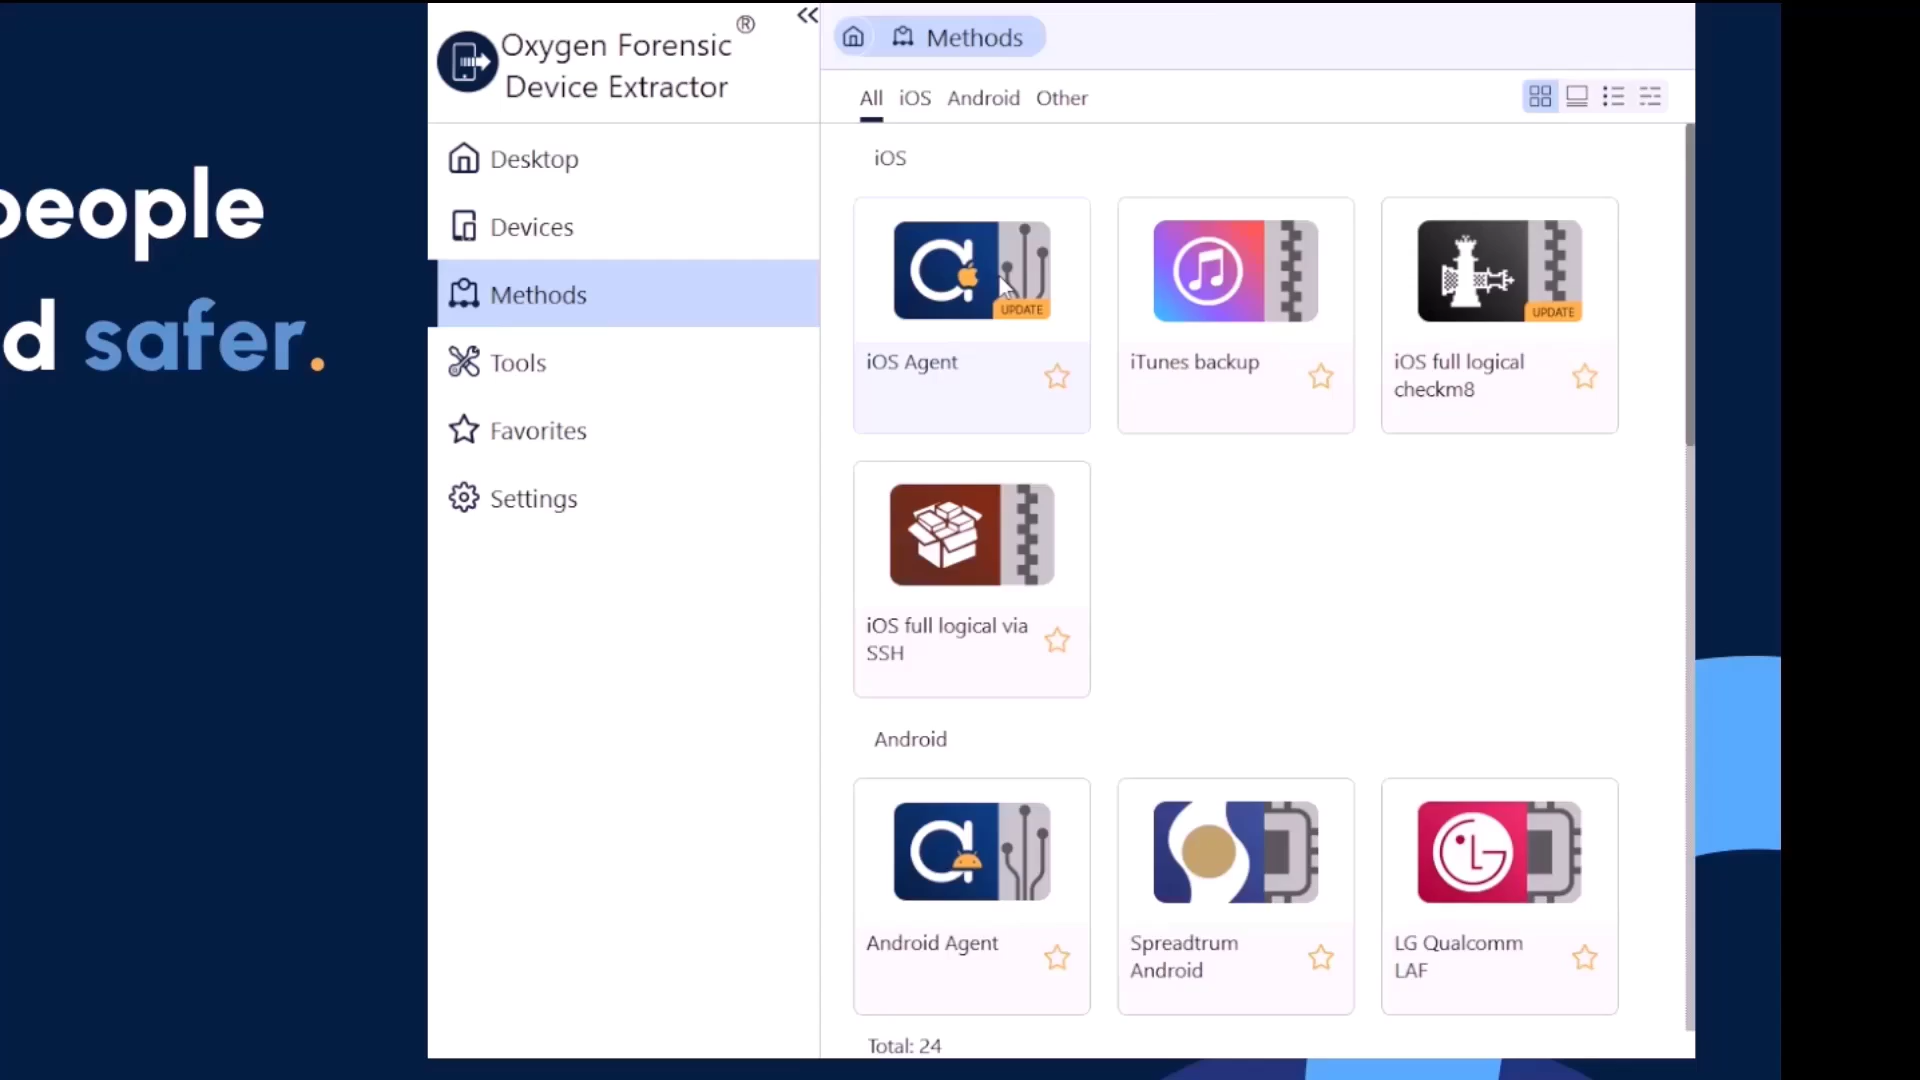 people
d safer.
Oxygen Forensic ®
Device Extractor
Desktop
Devices
Methods
Tools
Favorites
Settings
Methods
All iOS Android Other
iOS
UPDATE
iOS Agent
iTunes backup
UPDATE
iOS full logical
checkm8
iOS full logical via
SSH
Android
Android Agent
Spreadtrum
Android
LG Qualcomm
LAF
Total: 24